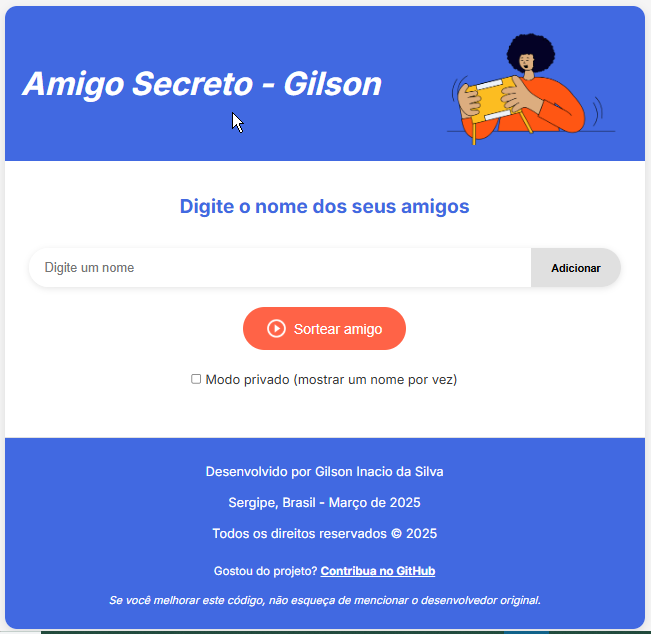 Amigo Secreto - Gilson
Digite o nome dos seus amigos
Digite um nome
Adicionar
Sortear amigo
Modo privado (mostrar um nome por vez)
Desenvolvido por Gilson Inacio da Silva
Sergipe, Brasil - Março de 2025
Todos os direitos reservados © 2025
Gostou do projeto? Contribua no GitHub
Se você melhorar este código, não esqueça de mencionar o desenvolvedor original.